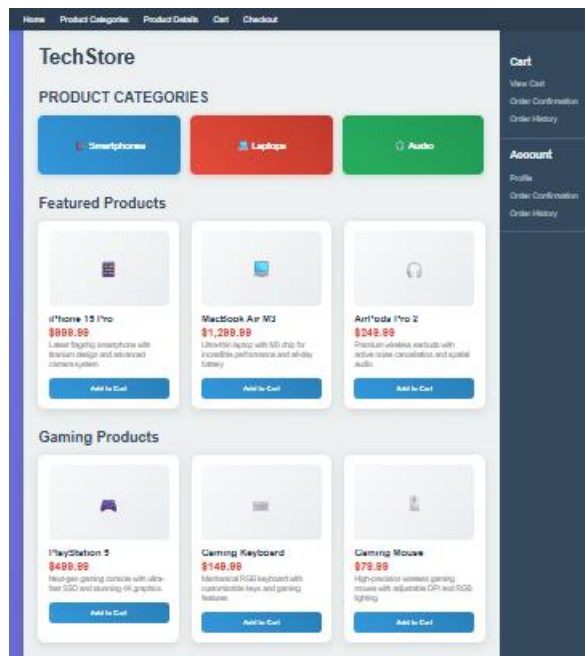 Home Product Categories Product Details Cart Checkout
TechStore
PRODUCT CATEGORIES
Smartphones
Laptops
Audio
Featured Products
iPhone 15 Pro
$999.99
Latest flagship smartphone with
titanium design and advanced
camera system.
Add to Cart
MacBook Air M3
$1,299.99
Ultra-thin laptop with M3 chip for
incredible performance and all-day
battery.
Add to Cart
AirPods Pro 2
$249.99
Premium wireless earbuds with
active noise cancellation and spatial
audio.
Add to Cart
Gaming Products
PlayStation 5
$499.99
Next-gen gaming console with ultra-
fast SSD and stunning 4K graphics.
Add to Cart
Gaming Keyboard
$149.99
Mechanical RGB keyboard with
customizable keys and gaming
features.
Add to Cart
Gaming Mouse
$79.99
High-precision wireless gaming
mouse with adjustable DPI and RGB
lighting.
Add to Cart
Cart
View Cart
Order Confirmation
Order History
Account
Profile
Order Confirmation
Order History